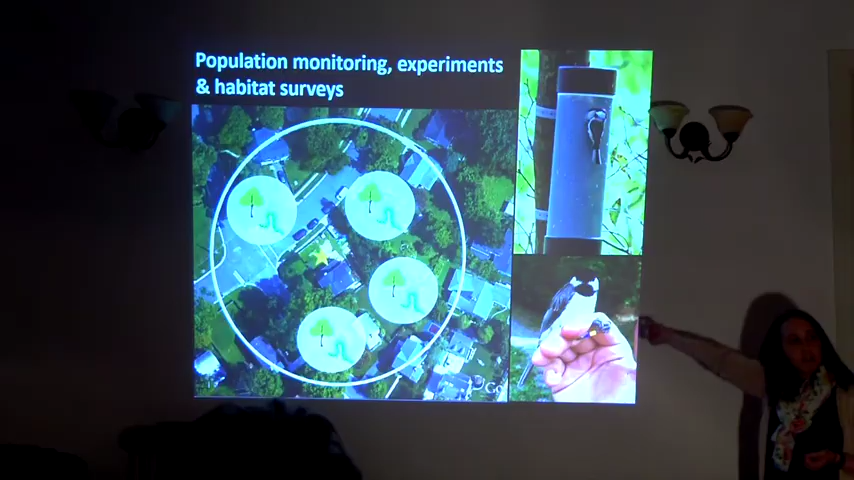 Population monitoring, experiments
& habitat surveys